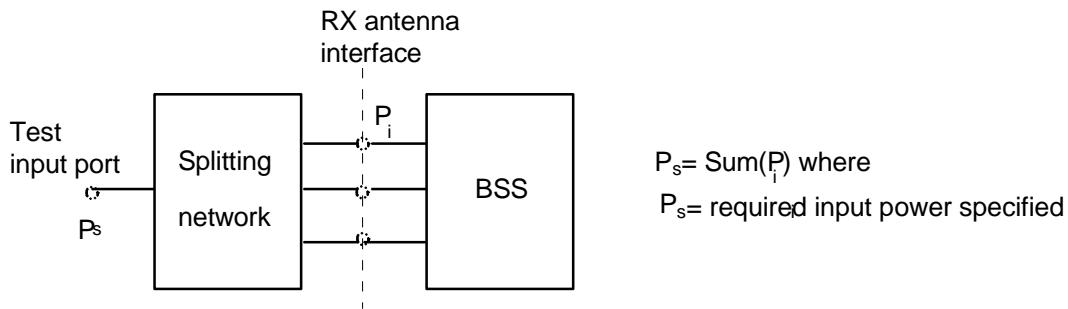 RX antenna
interface
Test
input port
Ps
Splitting
network
Pi
BSS
Ps= Sum(Pi) where
Ps= required input power specified